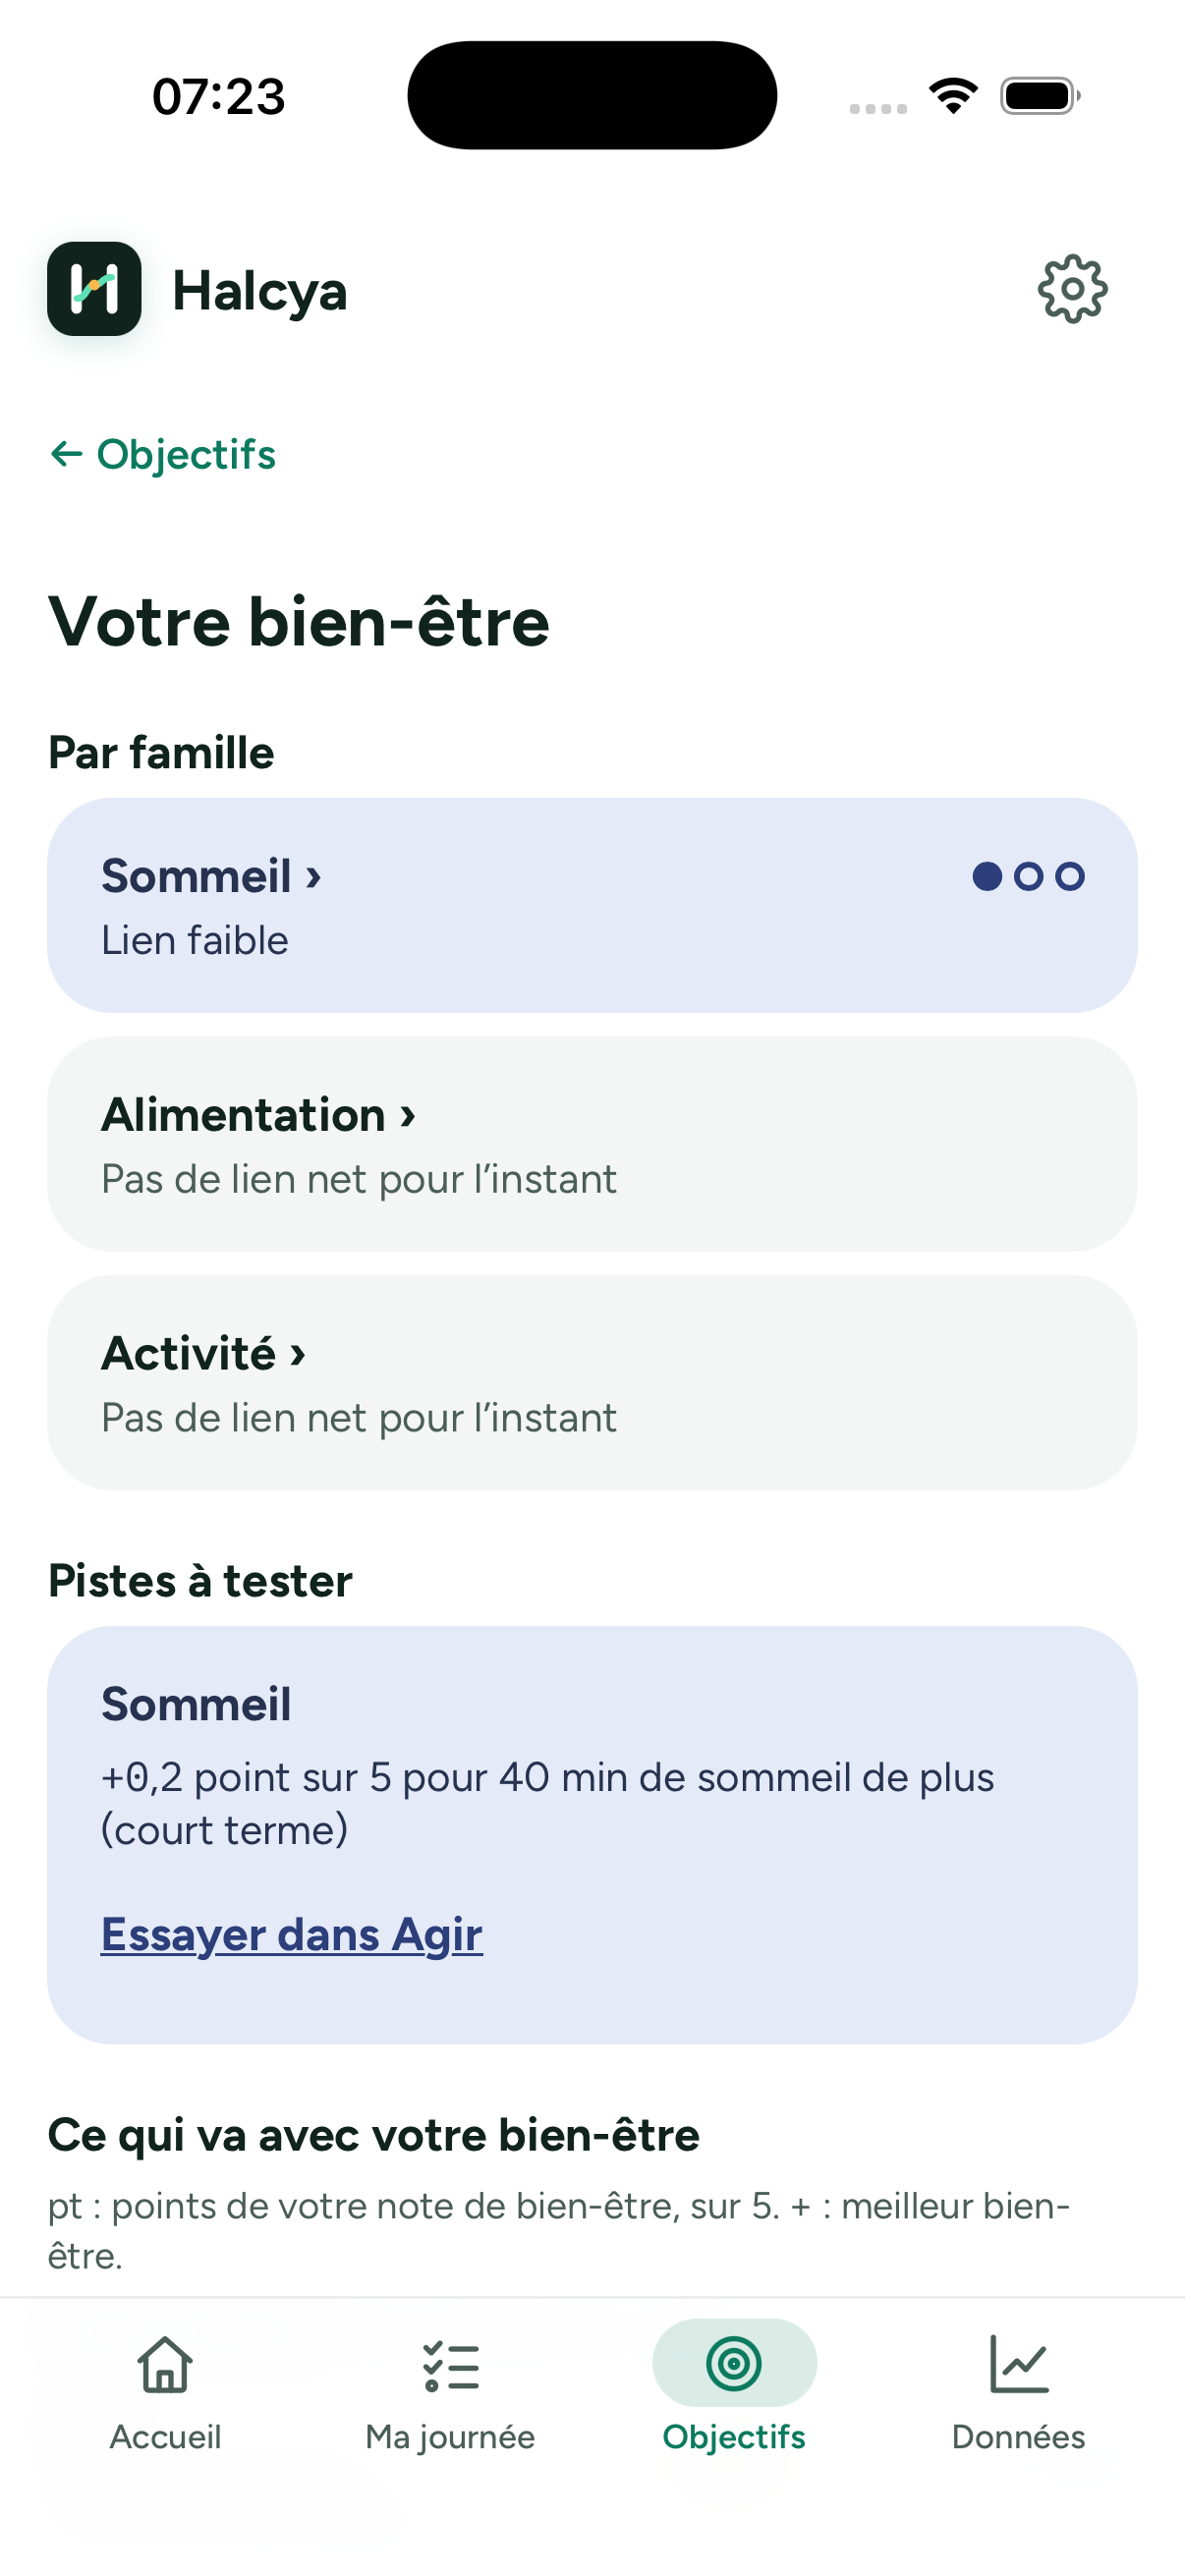 07:23
Halcya
← Objectifs
Votre bien-être
Par famille
Sommeil ›
Lien faible
Alimentation ›
Pas de lien net pour l’instant
Activité ›
Pas de lien net pour l’instant
Pistes à tester
Sommeil
+0,2 point sur 5 pour 40 min de sommeil de plus
(court terme)
Essayer dans Agir
Ce qui va avec votre bien-être
pt : points de votre note de bien-être, sur 5. + : meilleur bien-
être.
Accueil
Ma journée
Objectifs
Données